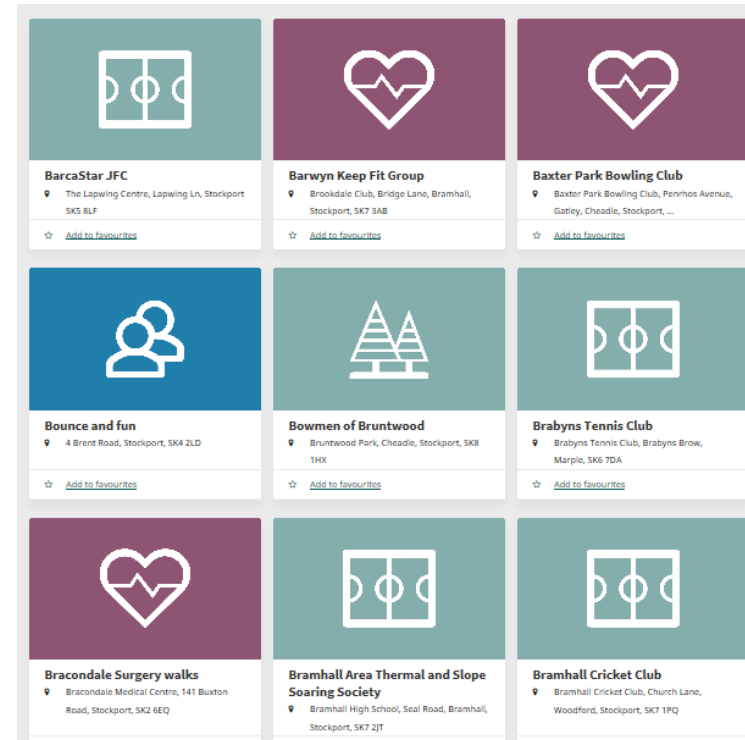 BarcaStar JFC
The Lapwing Centre, Lapwing Ln, Stockport
SK5 8LF
Add to favourites
Barwyn Keep Fit Group
Brookdale Club, Bridge Lane, Bramhall,
Stockport, SK7 3AB
Add to favourites
Baxter Park Bowling Club
Baxter Park Bowling Club, Penrhos Avenue,
Gatley, Cheadle, Stockport, ...
Add to favourites
Bounce and fun
4 Brent Road, Stockport, SK4 2LD
Add to favourites
Bowmen of Bruntwood
Bruntwood Park, Cheadle, Stockport, SK8
1HX
Add to favourites
Brabyns Tennis Club
Brabyns Tennis Club, Brabyns Brow,
Marple, SK6 7DA
Add to favourites
Bracondale Surgery walks
Bracondale Medical Centre, 141 Buxton
Road, Stockport, SK2 6EQ
Bramhall Area Thermal and Slope
Soaring Society
Bramhall High School, Seal Road, Bramhall,
Stockport, SK7 2JT
Bramhall Cricket Club
Bramhall Cricket Club, Church Lane,
Woodford, Stockport, SK7 1PQ